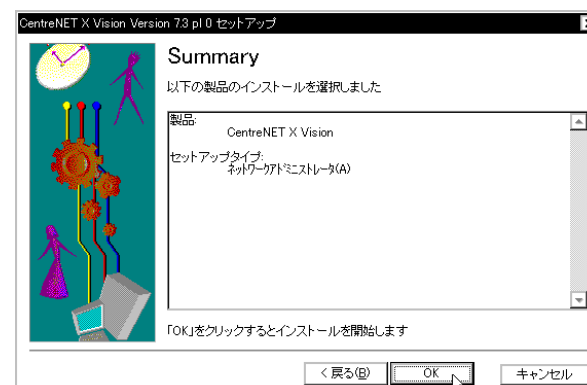 CentreNET X Vision Version 7.3 pl 0 セットアップ
Summary
以下の製品のインストールを選択しました
製品:
CentreNET X Vision
セットアップタイプ:
ネットワークアドミニストレータ(A)
「OK」をクリックするとインストールを開始します
< 戻る(B)
OK
キャンセル